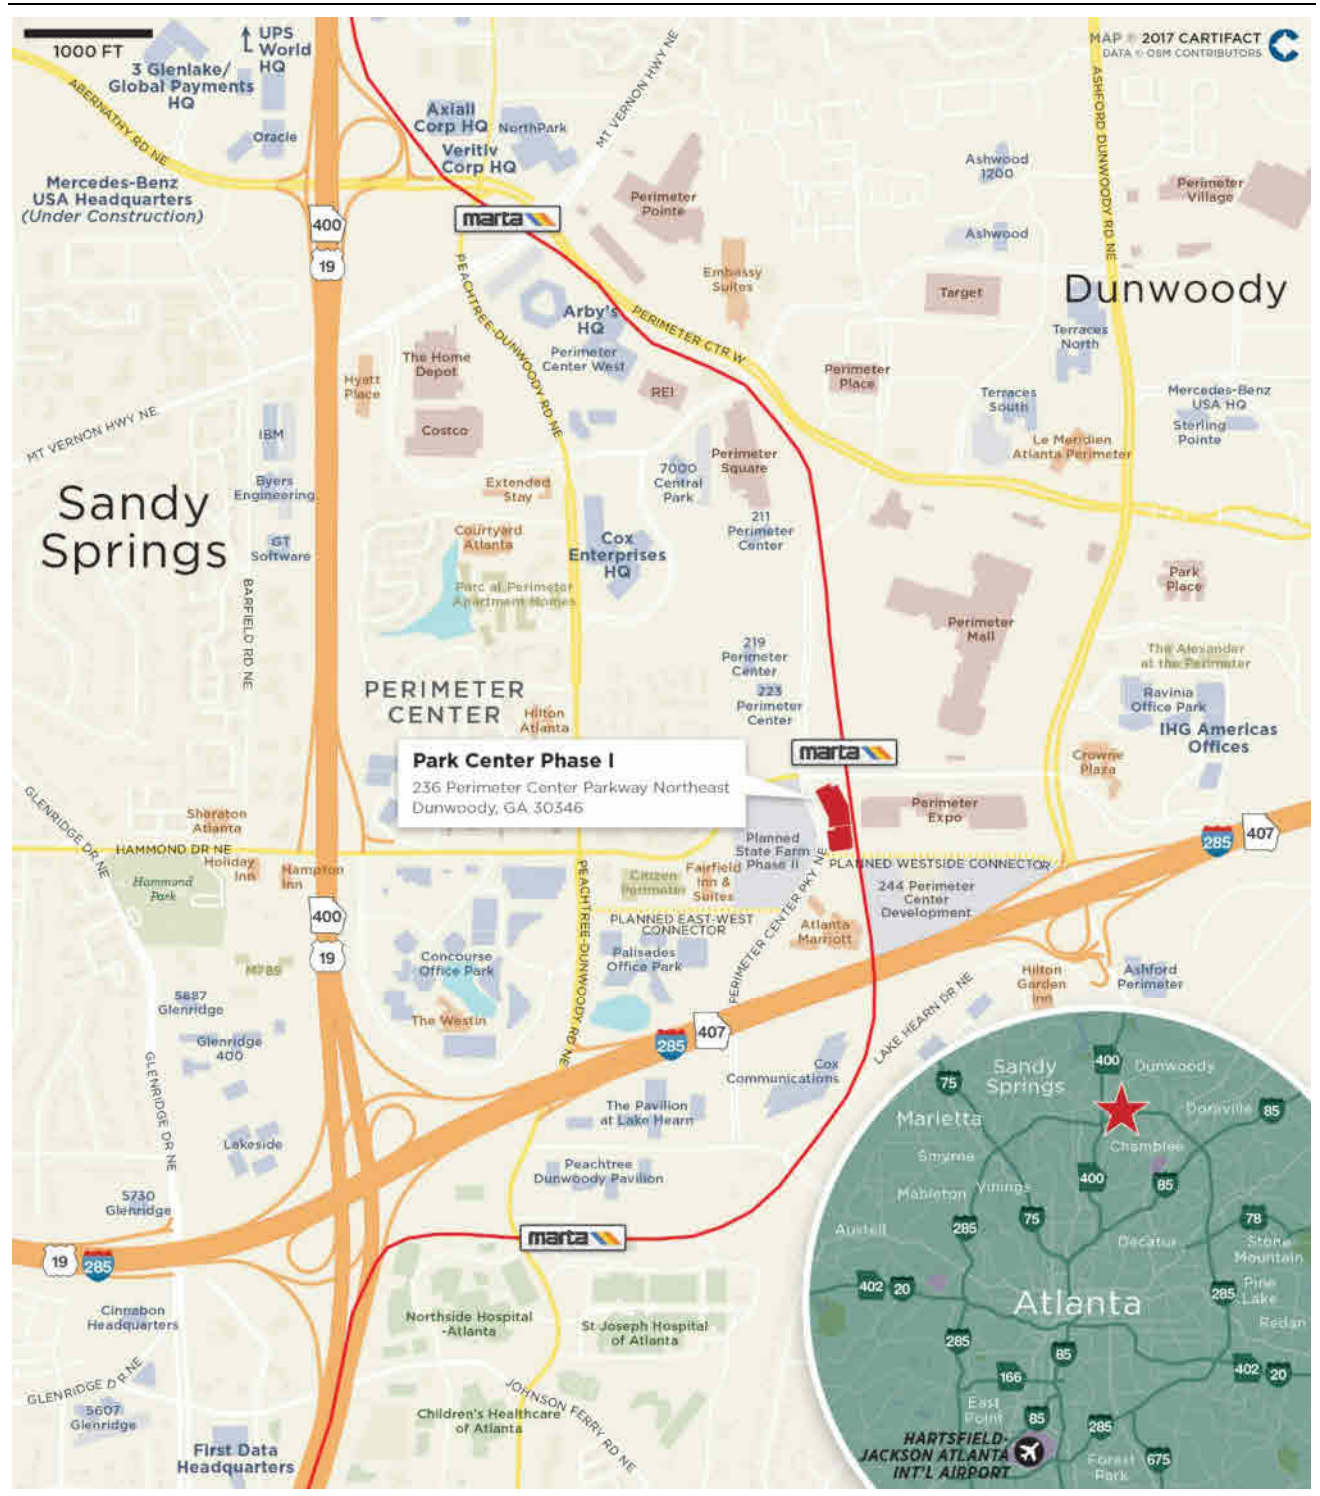 1000 FT
UPS
World
HQ
3 Glenlake/
Global Payments
HQ
ABERNATHY RD NE
Oracle
Mercedes-Benz
USA Headquarters
(Under Construction)
400
19
Axiall
Corp HQ
NorthPark
Veritiv
Corp HQ
MT VERNON HWY NE
MAP © 2017 CARTIFACT
DATA © OSM CONTRIBUTORS
ASHFORD DUNWOODY RD NE
Ashwood
1200
Perimeter
Village
Perimeter
Pointe
marta
Ashwood
Embassy
Suites
Target
Dunwoody
PEACHTREE-DUNWOODY RD NE
Arby's
HQ
PERIMETER CTR W
Perimeter
Center West
Terraces
North
The Home
Depot
Hyatt
Place
REI
Perimeter
Place
Terraces
South
Mercedes-Benz
USA HQ
Sterling
Pointe
MT VERNON HWY NE
IBM
Costco
Le Meridien
Atlanta Perimeter
Perimeter
Square
7000
Central
Park
Byers
Engineering
Extended
Stay
Sandy
Springs
211
Perimeter
Center
GT
Software
Courtyard
Atlanta
Cox
Enterprises
HQ
Parc at Perimeter
Apartment Homes
Park
Place
BARFIELD RD NE
Perimeter
Mall
219
Perimeter
Center
The Alexander
at the Perimeter
PERIMETER
CENTER
223
Perimeter
Center
Ravinia
Office Park
Hilton
Atlanta
IHG Americas
Offices
marta
Crowne
Plaza
Park Center Phase I
236 Perimeter Center Parkway Northeast
Dunwoody, GA 30346
GLENRIDGE DR NE
Sheraton
Atlanta
Perimeter
Expo
285
407
HAMMOND DR NE
Planned
State Farm
Phase II
Holiday
Inn
Hampton
Inn
Hammond
Park
PLANNED WESTSIDE CONNECTOR
Citizen
Perimeter
Fairfield
Inn &
Suites
244 Perimeter
Center
Development
PEACHTREE-DUNWOODY RD NE
PERIMETER CENTER PKY NE
400
19
PLANNED EAST-WEST
CONNECTOR
Atlanta
Marriott
M789
Concourse
Office Park
Palisades
Office Park
5887
Glenridge
Hilton
Garden
Inn
Ashford
Perimeter
The Westin
LAKE HEARN DR NE
Glenridge
400
285
407
GLENRIDGE DR NE
Cox
Communications
The Pavilion
at Lake Hearn
Lakeside
Peachtree
Dunwoody Pavilion
5730
Glenridge
19
285
marta
Cinnabon
Headquarters
Northside Hospital
-Atlanta
St Joseph Hospital
of Atlanta
GLENRIDGE DR NE
5607
Glenridge
JOHNSON FERRY RD NE
Children's Healthcare
of Atlanta
First Data
Headquarters
400
Sandy
Springs
Dunwoody
75
Marietta
Doraville
85
Smyrna
Chamblee
Mableton
Vinings
400
85
Austell
285
75
78
Decatur
Stone
Mountain
402
20
285
Pine
Lake
Atlanta
Redan
285
85
166
402
20
East
Point
85
285
HARTSFIELD-
JACKSON ATLANTA
INT'L AIRPORT
Forest
Park
675